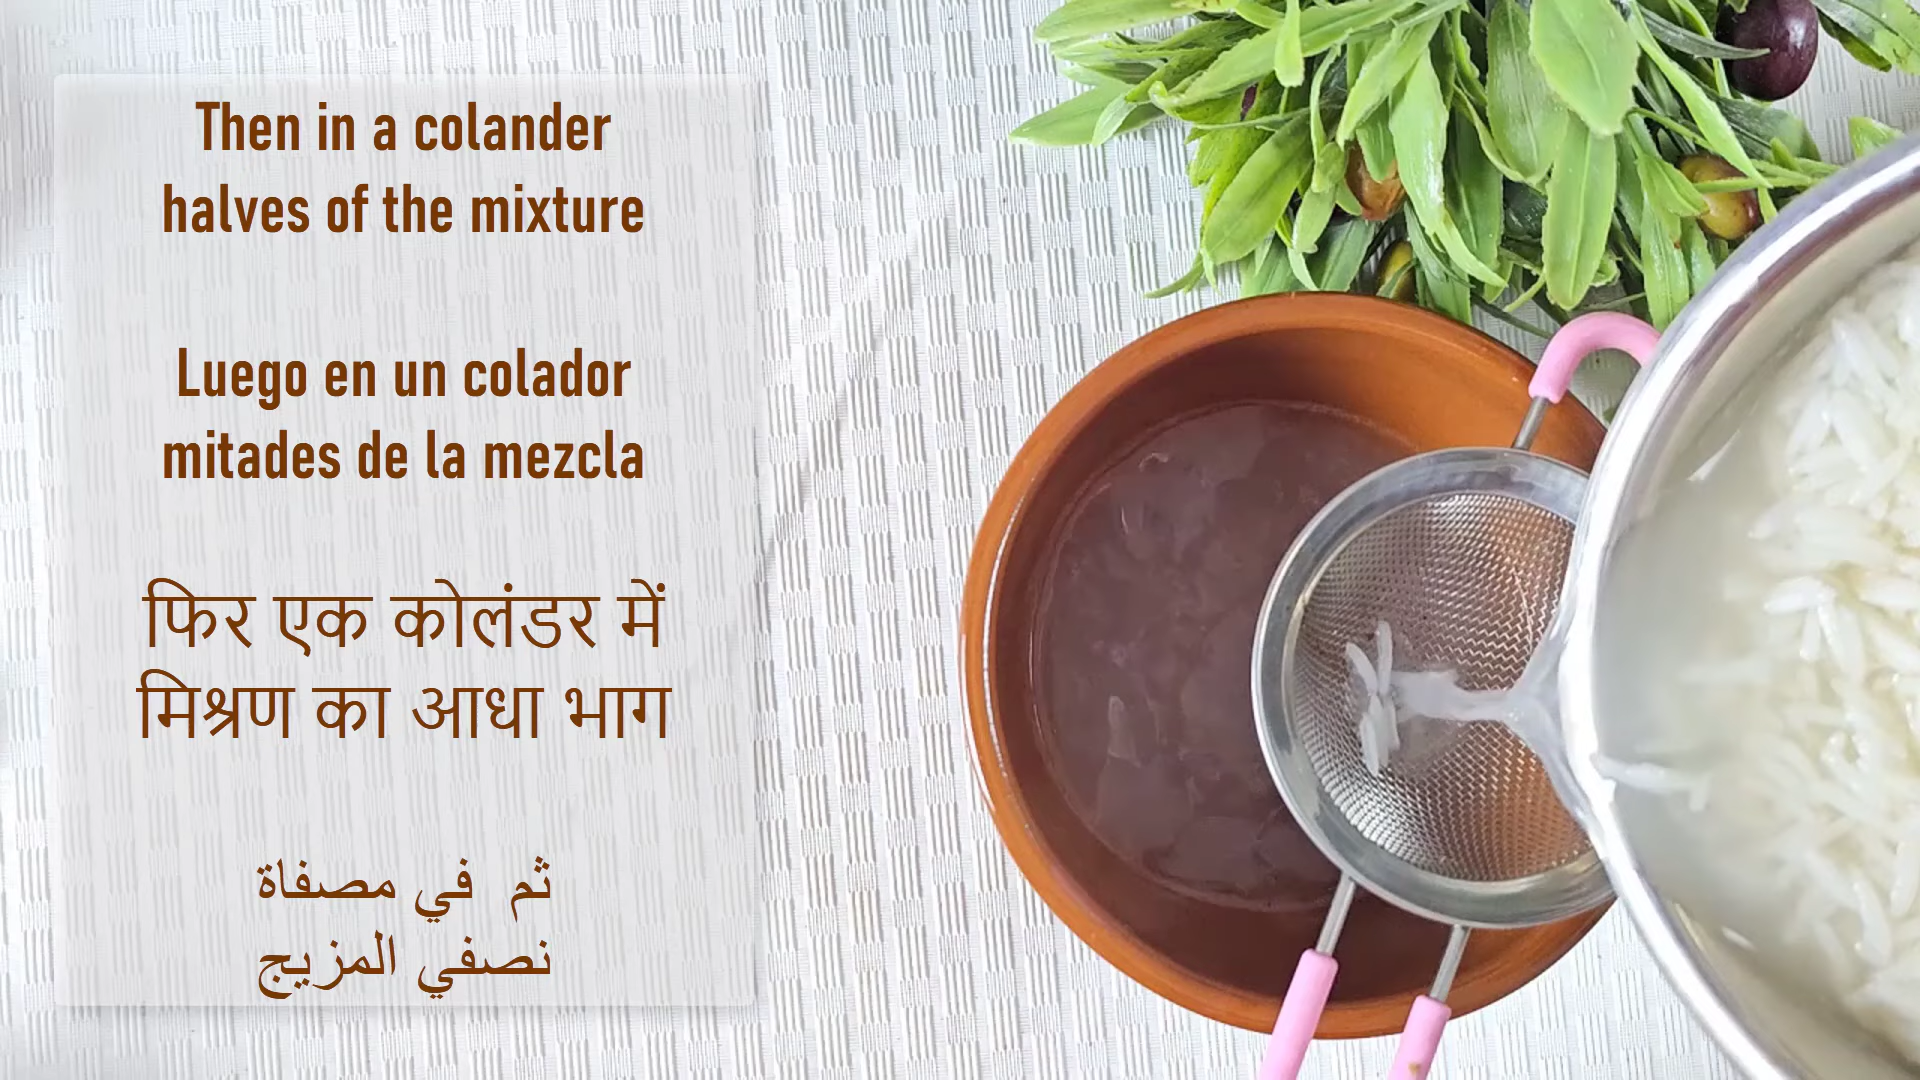 Then in a colander
halves of the mixture
Luego en un colador
mitades de la mezcla
फिर एक कोलंडर में
मिश्रण का आधा भाग
ثم في مصفاة
نصفي المزيج